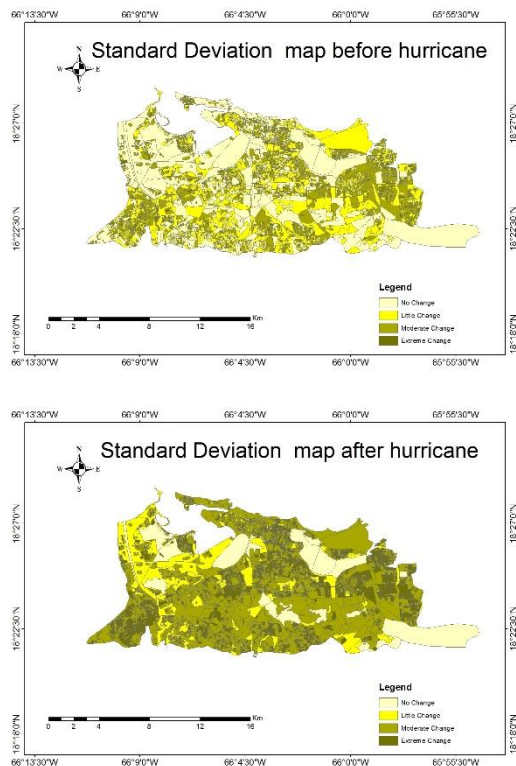 66°13'30"W 66°9'0"W 66°4'30"W 66°0'0"W 65°55'30"W
Standard Deviation map before hurricane
N
W E
S
18°27'0"N 18°27'0"N
18°22'30"N 18°22'30"N
18°18'0"N 18°18'0"N
Legend
No Change
Little Change
Moderate Change
Extreme Change
Km
0 2 4 8 12 16
66°13'30"W 66°9'0"W 66°4'30"W 66°0'0"W 65°55'30"W
66°13'30"W 66°9'0"W 66°4'30"W 66°0'0"W 65°55'30"W
Standard Deviation map after hurricane
N
W E
S
18°27'0"N 18°27'0"N
18°22'30"N 18°22'30"N
18°18'0"N 18°18'0"N
Legend
No Change
Little Change
Moderate Change
Extreme Change
Km
0 2 4 8 12 16
66°13'30"W 66°9'0"W 66°4'30"W 66°0'0"W 65°55'30"W